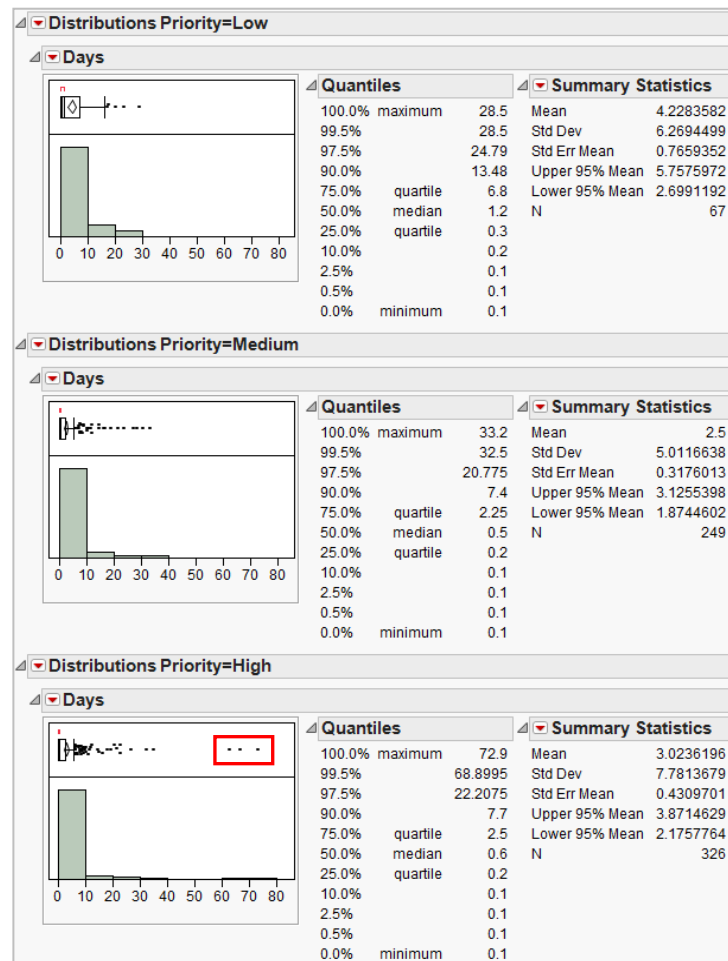 Distributions Priority=Low
Days
Quantiles
100.0% maximum 28.5
99.5% 28.5
97.5% 24.79
90.0% 13.48
75.0% quartile 6.8
50.0% median 1.2
25.0% quartile 0.3
10.0% 0.2
2.5% 0.1
0.5% 0.1
0.0% minimum 0.1
Summary Statistics
Mean 4.2283582
Std Dev 6.2694499
Std Err Mean 0.7659352
Upper 95% Mean 5.7575972
Lower 95% Mean 2.6991192
N 67
0 10 20 30 40 50 60 70 80
Distributions Priority=Medium
Days
Quantiles
100.0% maximum 33.2
99.5% 32.5
97.5% 20.775
90.0% 7.4
75.0% quartile 2.25
50.0% median 0.5
25.0% quartile 0.2
10.0% 0.1
2.5% 0.1
0.5% 0.1
0.0% minimum 0.1
Summary Statistics
Mean 2.5
Std Dev 5.0116638
Std Err Mean 0.3176013
Upper 95% Mean 3.1255398
Lower 95% Mean 1.8744602
N 249
0 10 20 30 40 50 60 70 80
Distributions Priority=High
Days
Quantiles
100.0% maximum 72.9
99.5% 68.8995
97.5% 22.2075
90.0% 7.7
75.0% quartile 2.5
50.0% median 0.6
25.0% quartile 0.2
10.0% 0.1
2.5% 0.1
0.5% 0.1
0.0% minimum 0.1
Summary Statistics
Mean 3.0236196
Std Dev 7.7813679
Std Err Mean 0.4309701
Upper 95% Mean 3.8714629
Lower 95% Mean 2.1757764
N 326
0 10 20 30 40 50 60 70 80